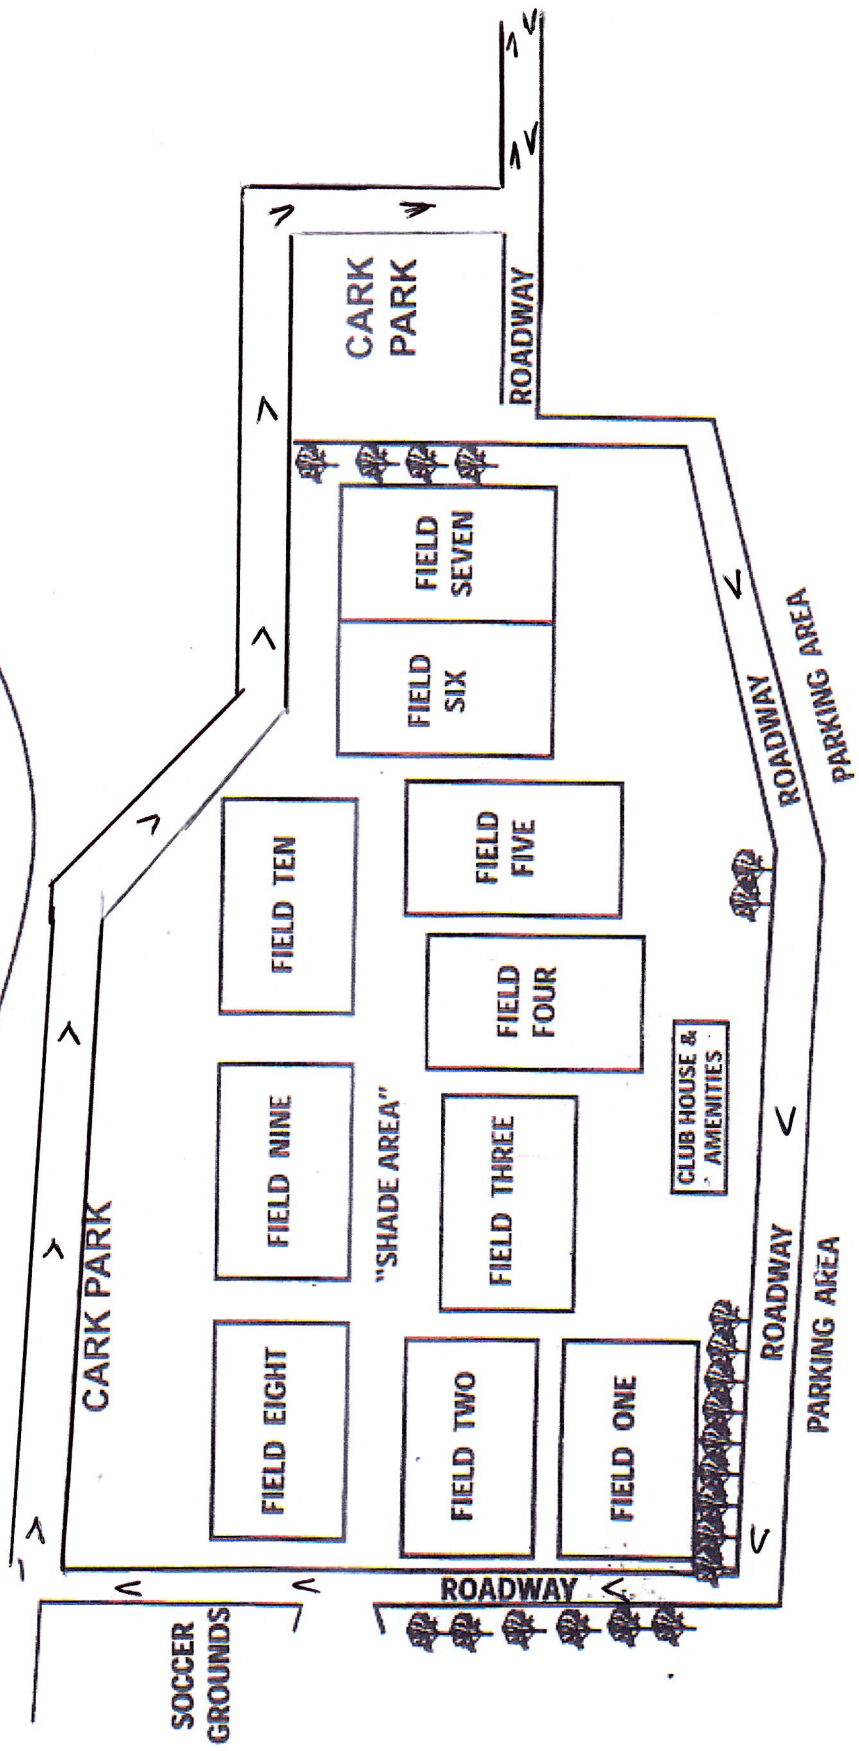 CARK PARK
SOCCER
GROUNDS
FIELD EIGHT
FIELD NINE
FIELD TEN
CARK
PARK
"SHADE AREA"
FIELD TWO
FIELD THREE
FIELD
FOUR
FIELD
FIVE
FIELD
SIX
FIELD
SEVEN
ROADWAY
ROADWAY
FIELD ONE
CLUB HOUSE &
AMENITIES
ROADWAY
PARKING AREA
ROADWAY
PARKING AREA